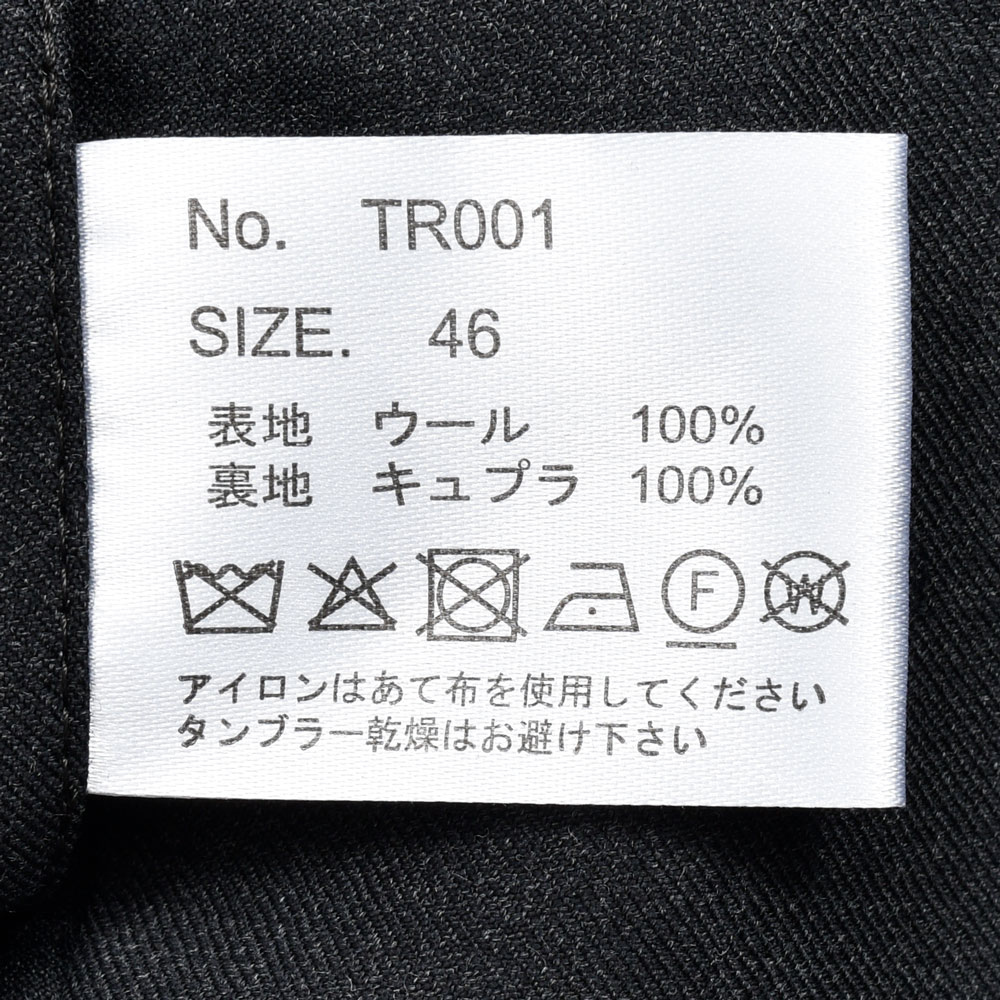 No. TR001
SIZE. 46
表地 ウール 100%
裏地 キュプラ 100%
F W
アイロンはあて布を使用してください
タンブラー乾燥はお避け下さい